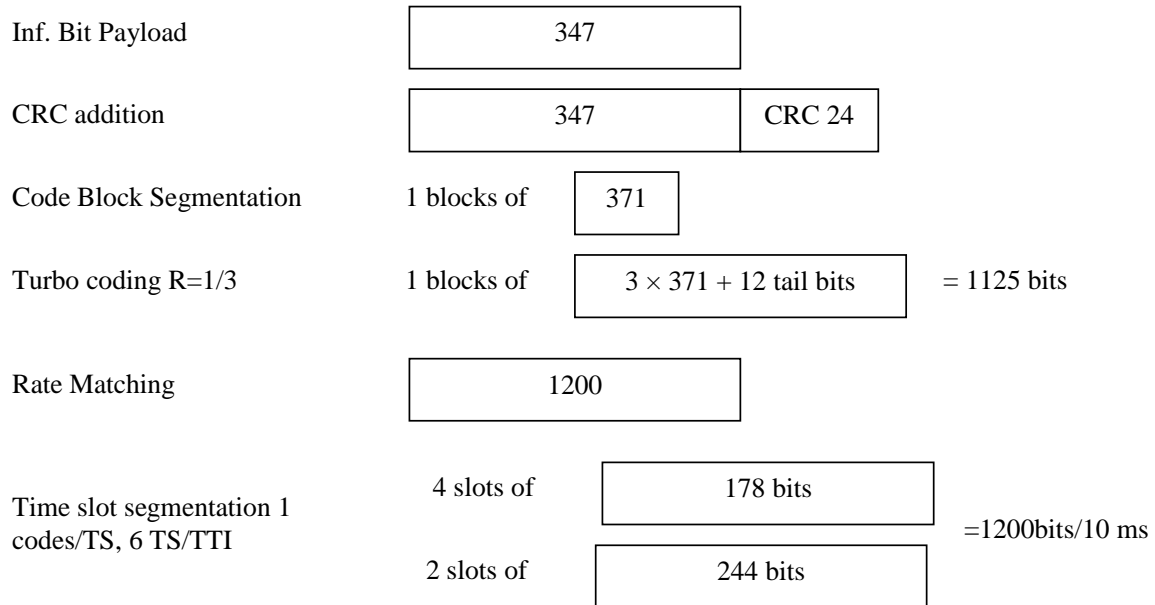 Inf. Bit Payload 347
CRC addition 347 CRC 24
Code Block Segmentation 1 blocks of 371
Turbo coding R=1/3 1 blocks of 3 × 371 + 12 tail bits = 1125 bits
Rate Matching 1200
4 slots of 178 bits
Time slot segmentation 1
codes/TS, 6 TS/TTI
=1200bits/10 ms
2 slots of 244 bits